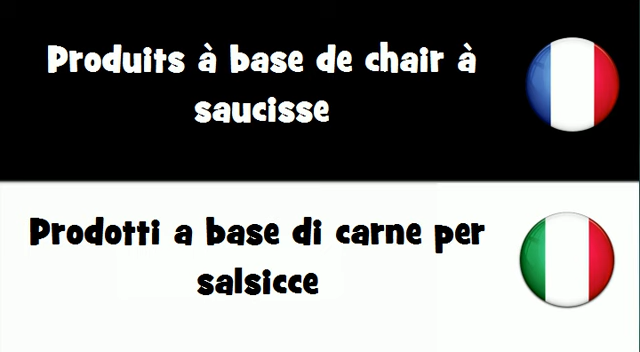 Produits à base de chair à
saucisse
Prodotti a base di carne per
salsicce